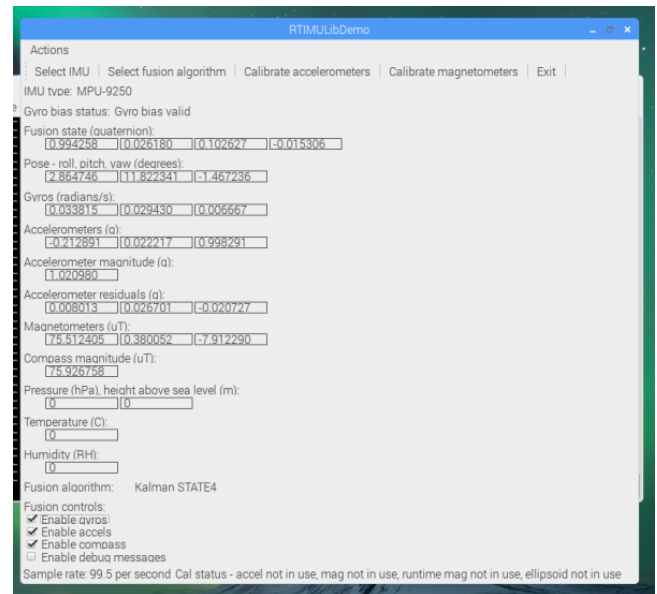 RTIMULibDemo
Actions
Select IMU Select fusion algorithm Calibrate accelerometers Calibrate magnetometers Exit
IMU type: MPU-9250
Gyro bias status: Gyro bias valid
Fusion state (quaternion):
0.994258 0.026180 0.102627 -0.015306
Pose - roll, pitch, yaw (degrees):
2.864746 11.822341 -1.467236
Gyros (radians/s):
0.033815 0.029430 0.006667
Accelerometers (g):
-0.212891 0.022217 0.998291
Accelerometer magnitude (g):
1.020980
Accelerometer residuals (g):
0.008013 0.026701 -0.020727
Magnetometers (uT):
75.512405 0.380052 -7.912290
Compass magnitude (uT):
75.926758
Pressure (hPa), height above sea level (m):
0 0
Temperature (C):
0
Humidity (RH):
0
Fusion algorithm: Kalman STATE4
Fusion controls:
Enable gyros
Enable accels
Enable compass
Enable debug messages
Sample rate: 99.5 per second Cal status - accel not in use, mag not in use, runtime mag not in use, ellipsoid not in use